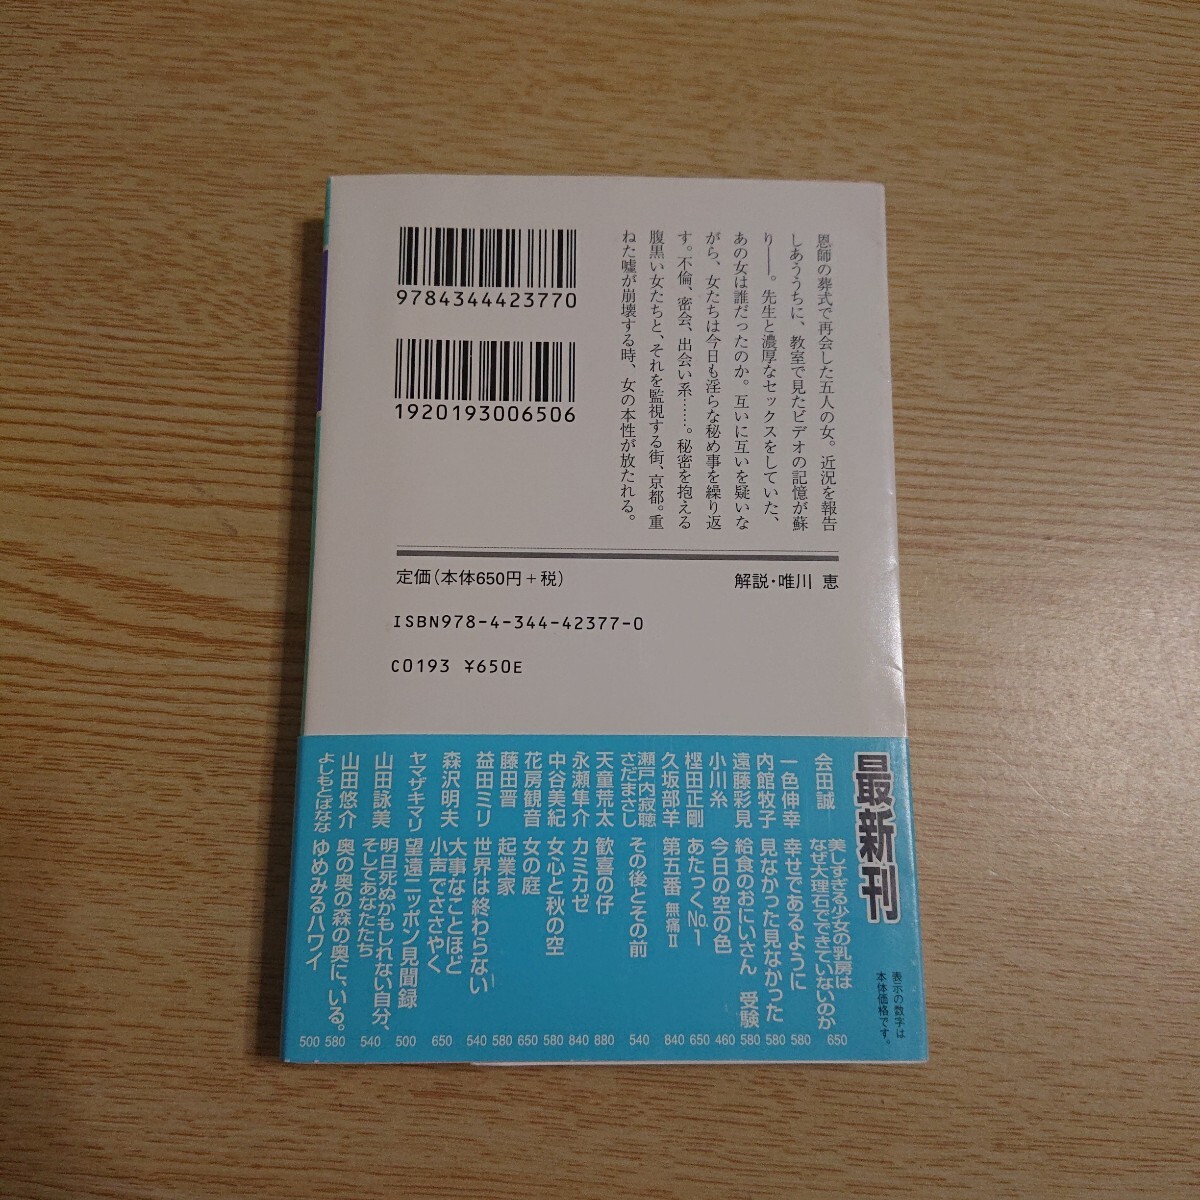 恩師の葬式で再会した五人の女。近況を報告
しあううちに、教室で見たビデオの記憶が蘇
り――。先生と濃厚なセックスをしていた、
あの女は誰だったのか。互いに互いを疑いな
がら、女たちは今日も淫らな秘め事を繰り返
す。不倫、密会、出会い系……。秘密を抱える
腹黒い女たちと、それを監視する街、京都。重
ねた嘘が崩壊する時、女の本性が放たれる。
9784344423770
1920193006506
定価(本体650円+税)
解説・唯川 恵
ISBN978-4-344-42377-0
C0193 ¥650E
最新刊
表示の数字は
本体価格です。
会田誠 美しすぎる少女の乳房は
なぜ大理石でできていないのか 650
一色伸幸 幸せであるように 580
内館牧子 見なかった見なかった 580
遠藤彩見 給食のおにいさん 受験 580
小川糸 今日の空の色 460
樫田正剛 あたっくNo.1 650
久坂部羊 第五番 無痛Ⅱ 840
瀬戸内寂聴
さだまさし その後とその前 540
天童荒太 歓喜の仔 880
永瀬隼介 カミカゼ 840
中谷美紀 女心と秋の空 580
花房観音 女の庭 650
藤田晋 起業家 580
益田ミリ 世界は終わらない 540
森沢明夫 大事なことほど
小声でささやく 650
ヤマザキマリ 望遠ニッポン見聞録 500
山田詠美 明日死ぬかもしれない自分、
そしてあなたたち 540
山田悠介 奥の奥の森の奥に、いる。 580
よしもとばなな ゆめみるハワイ 500